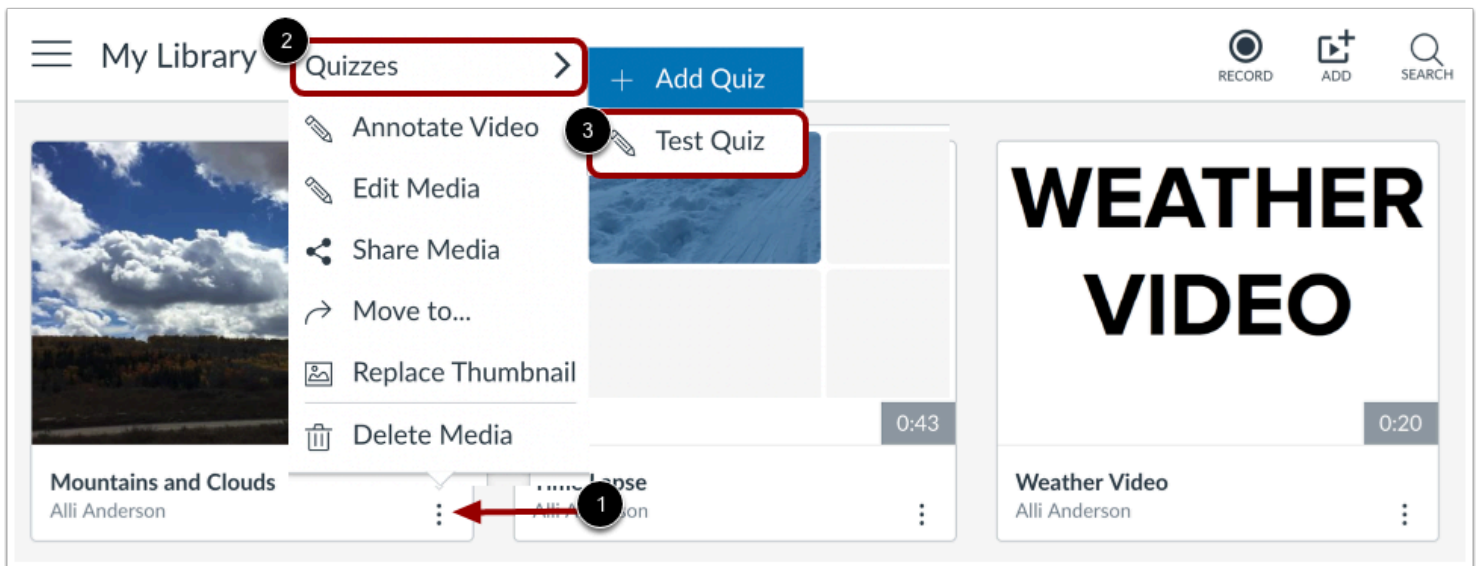 My Library
RECORD
ADD
SEARCH
2
Quizzes
+ Add Quiz
Annotate Video
3
Test Quiz
Edit Media
Share Media
Move to...
Replace Thumbnail
Delete Media
WEATHER
VIDEO
0:43
0:20
Mountains and Clouds
Alli Anderson
1
Weather Video
Alli Anderson